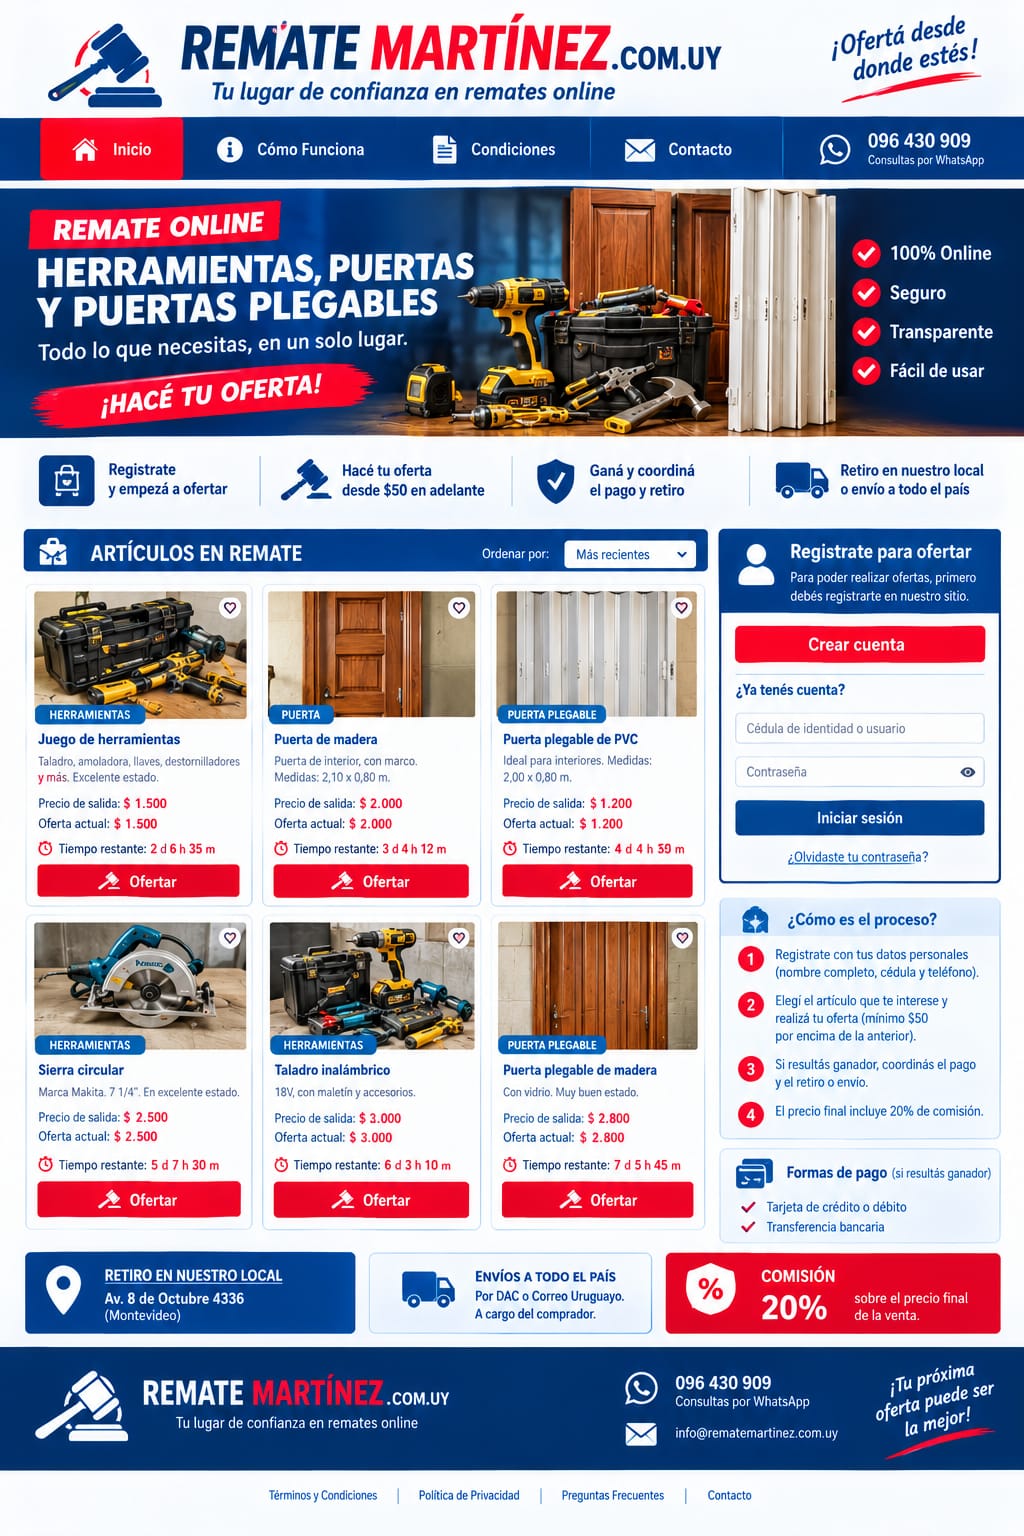 REMATE MARTÍNEZ.COM.UY
Tu lugar de confianza en remates online
¡Ofertá desde
donde estés!
Inicio
Cómo Funciona
Condiciones
Contacto
096 430 909
Consultas por WhatsApp
REMATE ONLINE
HERRAMIENTAS, PUERTAS
Y PUERTAS PLEGABLES
Todo lo que necesitas, en un solo lugar.
¡HACÉ TU OFERTA!
100% Online
Seguro
Transparente
Fácil de usar
Registrate
y empezá a ofertar
Hacé tu oferta
desde $50 en adelante
Ganá y coordiná
el pago y retiro
Retiro en nuestro local
o envío a todo el país
ARTÍCULOS EN REMATE
Ordenar por:
Más recientes
HERRAMIENTAS
Juego de herramientas
Taladro, amoladora, llaves, destornilladores
y más. Excelente estado.
Precio de salida: $ 1.500
Oferta actual: $ 1.500
Tiempo restante: 2 d 6 h 35 m
Ofertar
PUERTA
Puerta de madera
Puerta de interior, con marco.
Medidas: 2,10 x 0,80 m.
Precio de salida: $ 2.000
Oferta actual: $ 2.000
Tiempo restante: 3 d 4 h 12 m
Ofertar
PUERTA PLEGABLE
Puerta plegable de PVC
Ideal para interiores. Medidas:
2,00 x 0,80 m.
Precio de salida: $ 1.200
Oferta actual: $ 1.200
Tiempo restante: 4 d 4 h 59 m
Ofertar
HERRAMIENTAS
Sierra circular
Marca Makita. 7 1/4". En excelente estado.
Precio de salida: $ 2.500
Oferta actual: $ 2.500
Tiempo restante: 5 d 7 h 30 m
Ofertar
HERRAMIENTAS
Taladro inalámbrico
18V, con maletín y accesorios.
Precio de salida: $ 3.000
Oferta actual: $ 3.000
Tiempo restante: 6 d 3 h 10 m
Ofertar
PUERTA PLEGABLE
Puerta plegable de madera
Con vidrio. Muy buen estado.
Precio de salida: $ 2.800
Oferta actual: $ 2.800
Tiempo restante: 7 d 5 h 45 m
Ofertar
Registrate para ofertar
Para poder realizar ofertas, primero
debés registrarte en nuestro sitio.
Crear cuenta
¿Ya tenés cuenta?
Cédula de identidad o usuario
Contraseña
Iniciar sesión
¿Olvidaste tu contraseña?
¿Cómo es el proceso?
1 Registrate con tus datos personales
(nombre completo, cédula y teléfono).
2 Elegí el artículo que te interese y
realizá tu oferta (mínimo $50
por encima de la anterior).
3 Si resultás ganador, coordinás el pago
y el retiro o envío.
4 El precio final incluye 20% de comisión.
Formas de pago (si resultás ganador)
Tarjeta de crédito o débito
Transferencia bancaria
RETIRO EN NUESTRO LOCAL
Av. 8 de Octubre 4336
(Montevideo)
ENVÍOS A TODO EL PAÍS
Por DAC o Correo Uruguayo.
A cargo del comprador.
%
COMISIÓN
20%
sobre el precio final
de la venta.
REMATE MARTÍNEZ.COM.UY
Tu lugar de confianza en remates online
096 430 909
Consultas por WhatsApp
info@rematemartinez.com.uy
¡Tu próxima
oferta puede ser
la mejor!
Términos y Condiciones
Política de Privacidad
Preguntas Frecuentes
Contacto